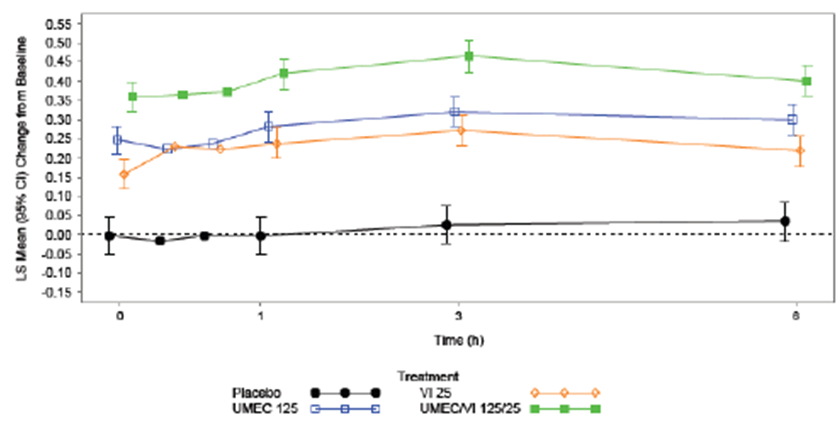 LS Mean (95% CI) Change from Baseline
0.55
0.50
0.45
0.40
0.35
0.30
0.25
0.20
0.15
0.10
0.05
0.00
-0.05
-0.10
-0.15
0 1 3 6
Time (h)
Treatment
Placebo VI 25
UMEC 125 UMEC/VI 125/25